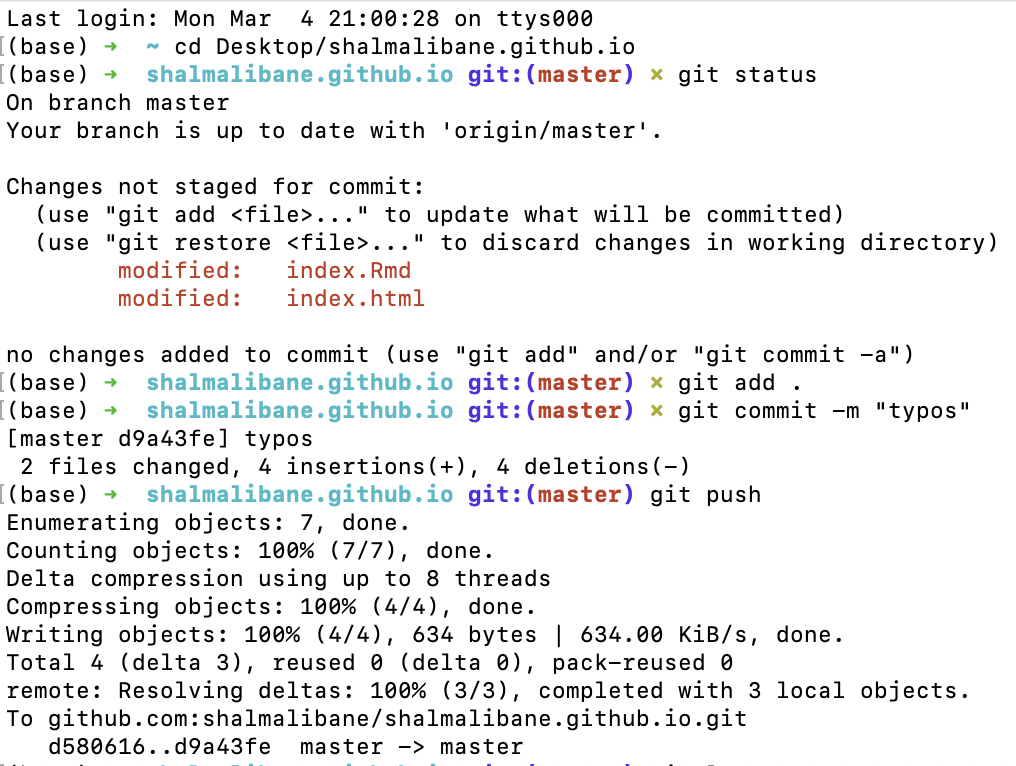 Last login: Mon Mar  4 21:00:28 on ttys000
[(base) ➜  ~ cd Desktop/shalmalibane.github.io
[(base) ➜  shalmalibane.github.io git:(master) ✗ git status
On branch master
Your branch is up to date with 'origin/master'.

Changes not staged for commit:
  (use "git add <file>..." to update what will be committed)
  (use "git restore <file>..." to discard changes in working directory)
        modified:   index.Rmd
        modified:   index.html

no changes added to commit (use "git add" and/or "git commit -a")
[(base) ➜  shalmalibane.github.io git:(master) ✗ git add .
[(base) ➜  shalmalibane.github.io git:(master) ✗ git commit -m "typos"
[master d9a43fe] typos
 2 files changed, 4 insertions(+), 4 deletions(-)
[(base) ➜  shalmalibane.github.io git:(master) git push
Enumerating objects: 7, done.
Counting objects: 100% (7/7), done.
Delta compression using up to 8 threads
Compressing objects: 100% (4/4), done.
Writing objects: 100% (4/4), 634 bytes | 634.00 KiB/s, done.
Total 4 (delta 3), reused 0 (delta 0), pack-reused 0
remote: Resolving deltas: 100% (3/3), completed with 3 local objects.
To github.com:shalmalibane/shalmalibane.github.io.git
   d580616..d9a43fe  master -> master